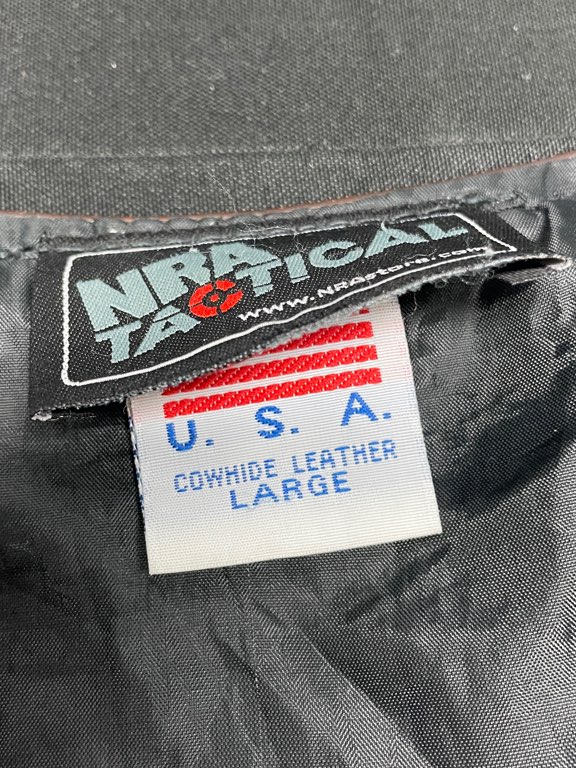 NRA
TACTICAL
www.NRAstore.com
U. S. A.
COWHIDE LEATHER
LARGE